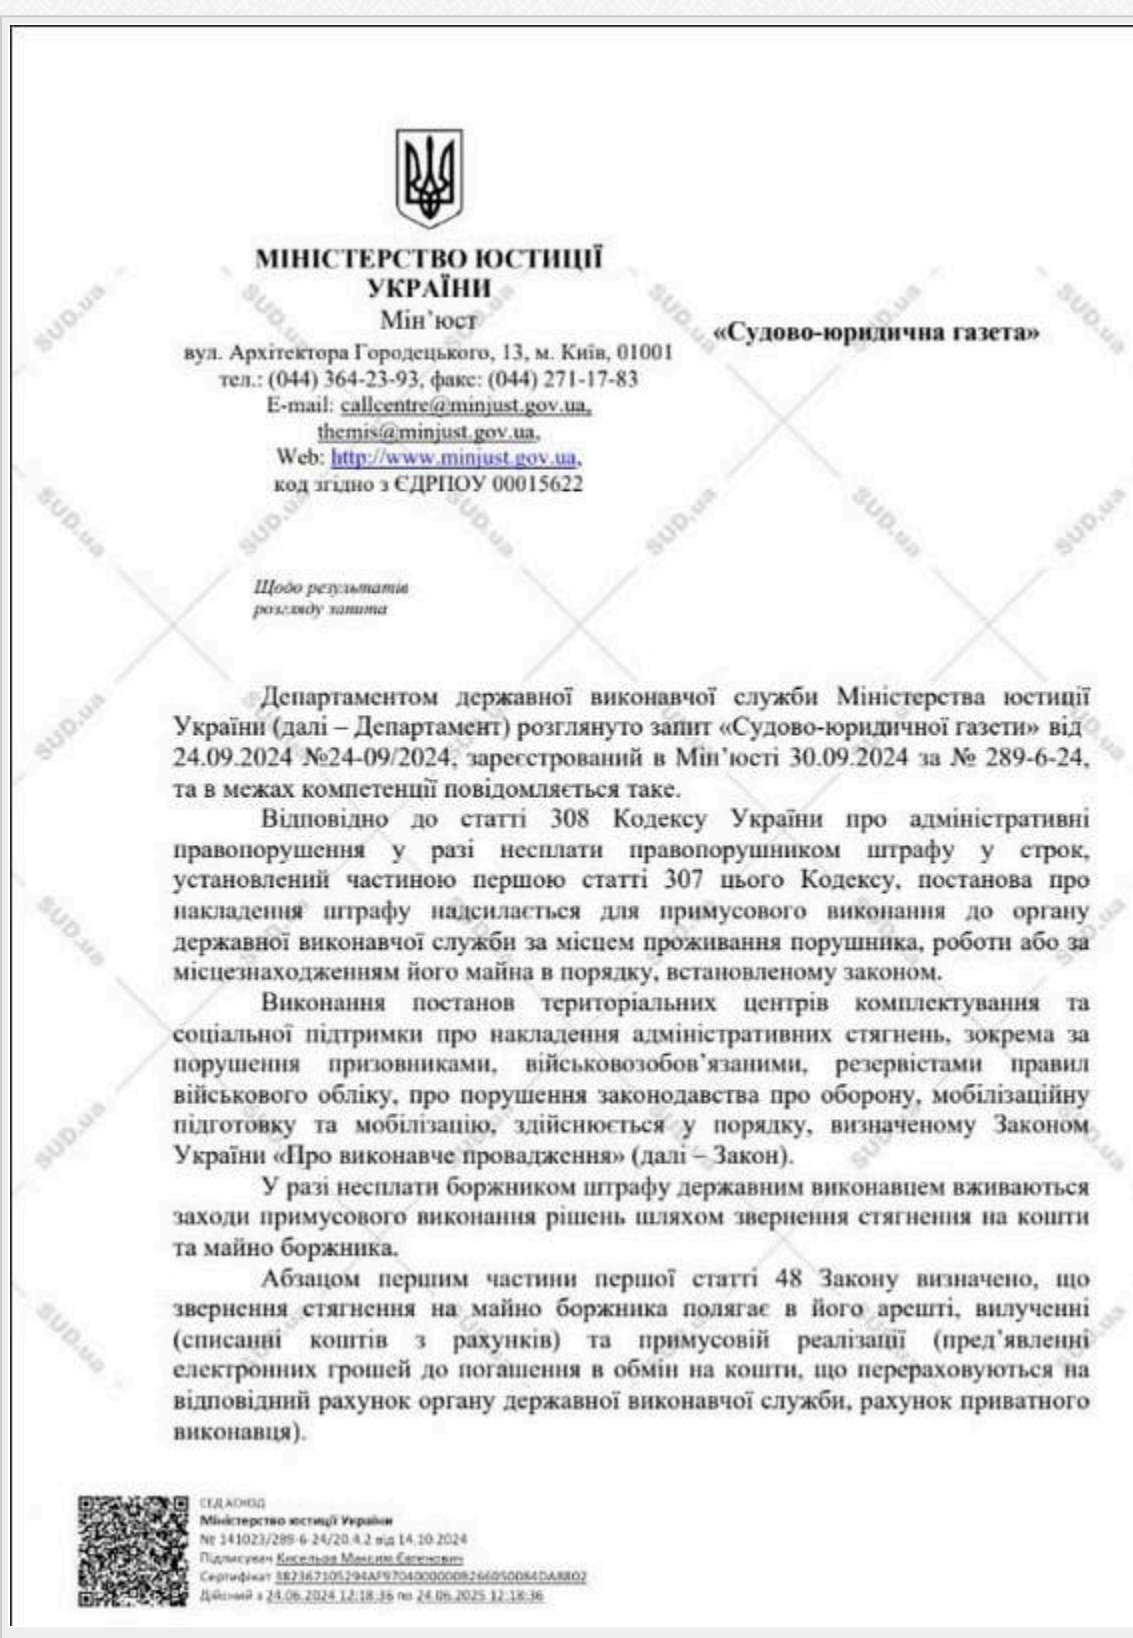 МІНІСТЕРСТВО ЮСТИЦІЇ
УКРАЇНИ
Мін’юст
вул. Архітектора Городецького, 13, м. Київ, 01001
тел.: (044) 364-23-93, факс: (044) 271-17-83
E-mail: callcentre@minjust.gov.ua,
themis@minjust.gov.ua,
Web: http://www.minjust.gov.ua,
код згідно з ЄДРПОУ 00015622
«Судово-юридична газета»
Щодо результатів
розгляду запита
Департаментом державної виконавчої служби Міністерства юстиції
України (далі – Департамент) розглянуто запит «Судово-юридичної газети» від
24.09.2024 №24-09/2024, зареєстрований в Мін’юсті 30.09.2024 за № 289-6-24,
та в межах компетенції повідомляється таке.
Відповідно до статті 308 Кодексу України про адміністративні
правопорушення у разі несплати правопорушником штрафу у строк,
установлений частиною першою статті 307 цього Кодексу, постанова про
накладення штрафу надсилається для примусового виконання до органу
державної виконавчої служби за місцем проживання порушника, роботи або за
місцезнаходженням його майна в порядку, встановленому законом.
Виконання постанов територіальних центрів комплектування та
соціальної підтримки про накладення адміністративних стягнень, зокрема за
порушення призовниками, військовозобов’язаними, резервістами правил
військового обліку, про порушення законодавства про оборону, мобілізаційну
підготовку та мобілізацію, здійснюється у порядку, визначеному Законом
України «Про виконавче провадження» (далі – Закон).
У разі несплати боржником штрафу державним виконавцем вживаються
заходи примусового виконання рішень шляхом звернення стягнення на кошти
та майно боржника.
Абзацом першим частини першої статті 48 Закону визначено, що
звернення стягнення на майно боржника полягає в його арешті, вилученні
(списанні коштів з рахунків) та примусовій реалізації (пред’явленні
електронних грошей до погашення в обмін на кошти, що перераховуються на
відповідний рахунок органу державної виконавчої служби, рахунок приватного
виконавця).
СЕД АСКОД
Міністерство юстиції України
№ 141023/289-6-24/20.4.2 від 14.10.2024
Підписувач Кисельов Максим Євгенович
Сертифікат
Дійсний з 24.06.2024 12:18:36 по 24.06.2025 12:18:36
SUD.ua